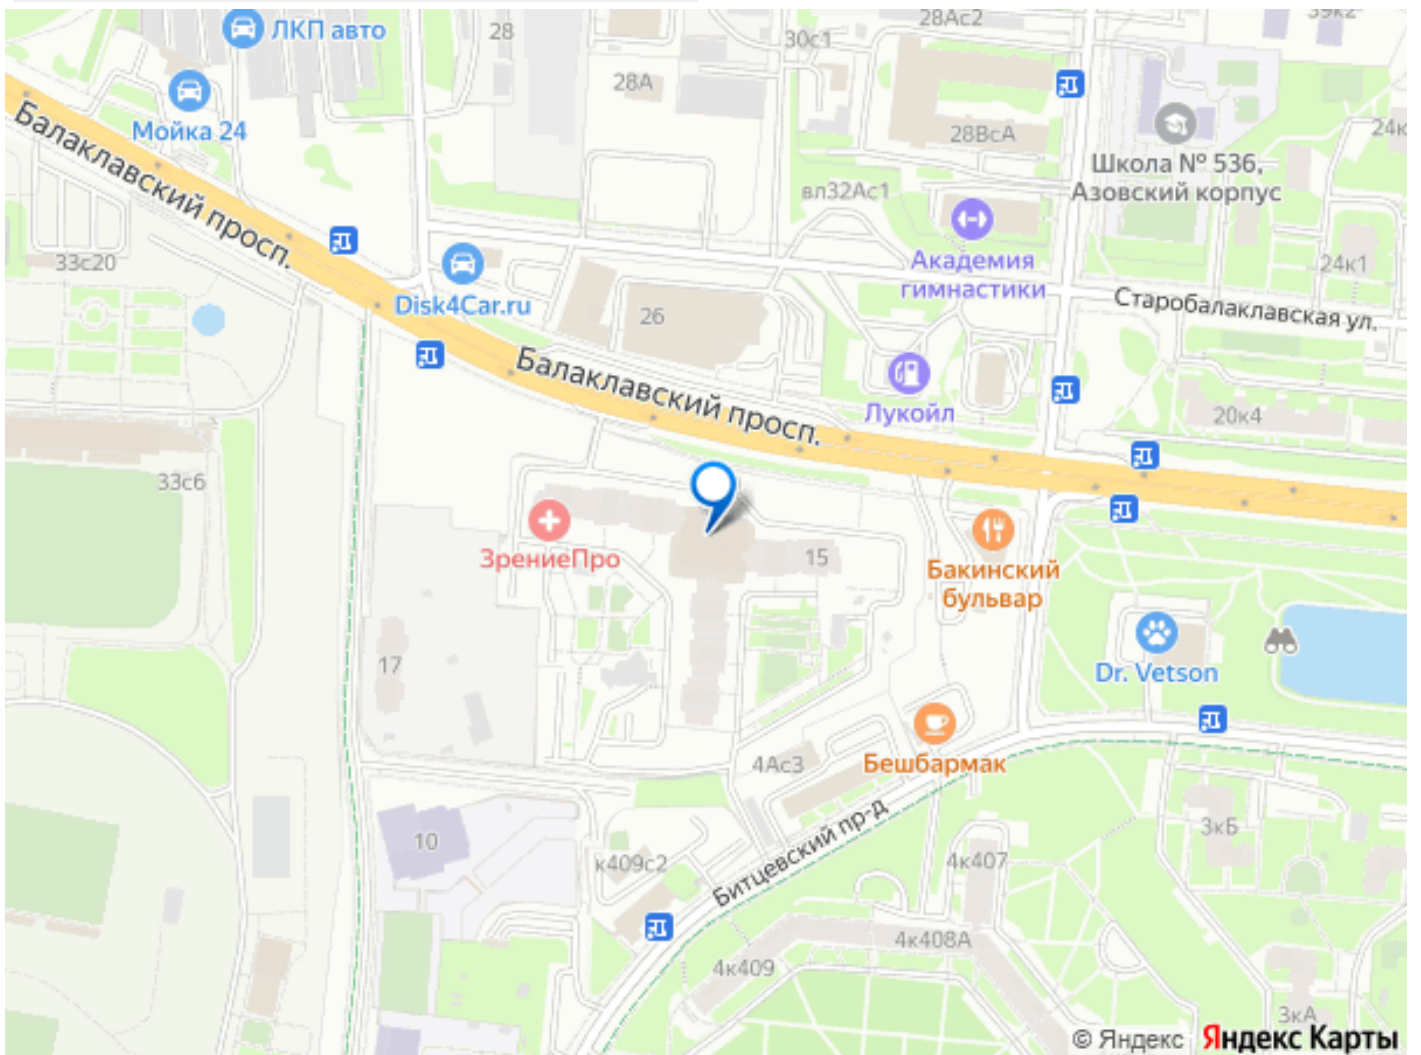 28Ас2
39к2
ЛКП авто
28
30с1
28А
Мойка 24
28ВсА
24к
Школа № 536,
Азовский корпус
Балаклавский просп.
вл32Ас1
33с20
Академия
гимнастики
24к1
Disk4Car.ru
26
Старобалаклавская ул.
Балаклавский просп.
Лукойл
20к4
33с6
ЗрениеПро
15
Бакинский
бульвар
17
Dr. Vetson
4Ас3
Бешбармак
10
Битцевский пр-д
3кБ
к409с2
4к407
4к408А
4к409
3кА
© Яндекс Яндекс Карты